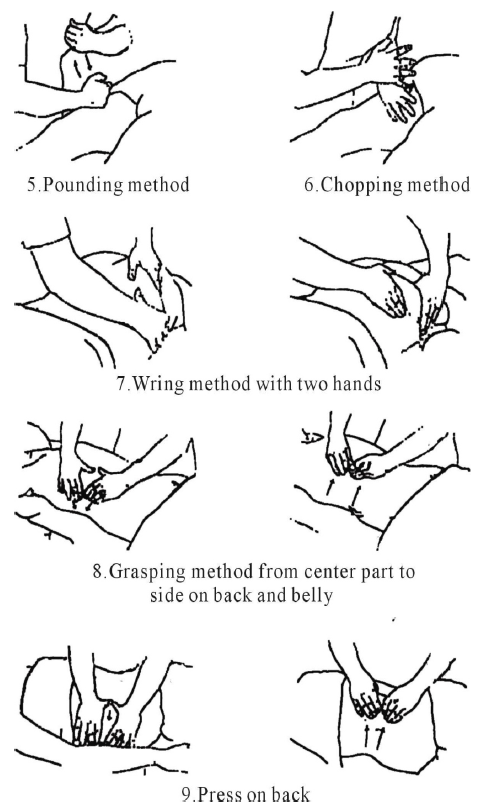 5.Pounding method
6.Chopping method
7.Wring method with two hands
8.Grasping method from center part to
side on back and belly
9.Press on back